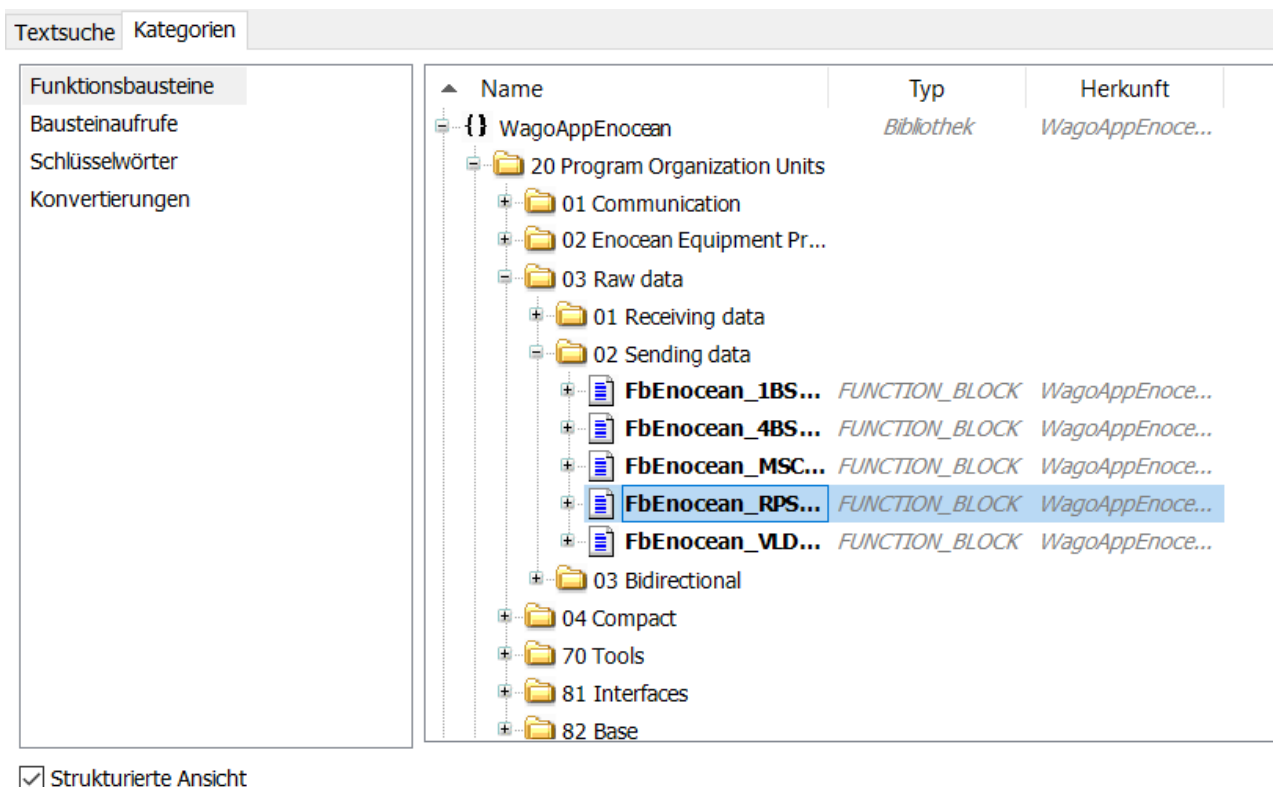 Textsuche Kategorien
Funktionsbausteine
Bausteinaufrufe
Schlüsselwörter
Konvertierungen
Name Typ Herkunft
{} WagoAppEnocean Bibliothek WagoAppEnoce...
20 Program Organization Units
01 Communication
02 Enocean Equipment Pr...
03 Raw data
01 Receiving data
02 Sending data
FbEnocean_1BS... FUNCTION_BLOCK WagoAppEnoce...
FbEnocean_4BS... FUNCTION_BLOCK WagoAppEnoce...
FbEnocean_MSC... FUNCTION_BLOCK WagoAppEnoce...
FbEnocean_RPS... FUNCTION_BLOCK WagoAppEnoce...
FbEnocean_VLD... FUNCTION_BLOCK WagoAppEnoce...
03 Bidirectional
04 Compact
70 Tools
81 Interfaces
82 Base
Strukturierte Ansicht